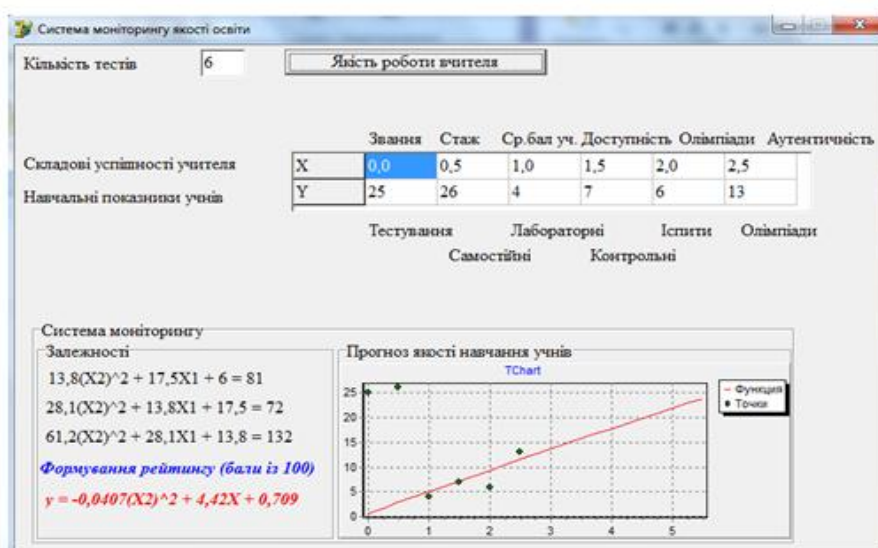 Система моніторингу якості освіти
Кількість тестів 6 Якість роботи вчителя
Звання Стаж Ср.бал уч. Доступність Олімпіади Аутентичність
Складові успішності учителя X 0,0 0,5 1,0 1,5 2,0 2,5
Навчальні показники учнів Y 25 26 4 7 6 13
Тестування Лабораторні Іспити Олімпіади
Самостійні Контрольні
Система моніторингу
Залежності
13,8(X2)^2 + 17,5X1 + 6 = 81
28,1(X2)^2 + 13,8X1 + 17,5 = 72
61,2(X2)^2 + 28,1X1 + 13,8 = 132
Формування рейтингу (бали із 100)
y = -0,0407(X2)^2 + 4,42X + 0,709
Прогноз якості навчання учнів
TChart
25
20
15
10
5
0
0 1 2 3 4 5
Функция
Точки